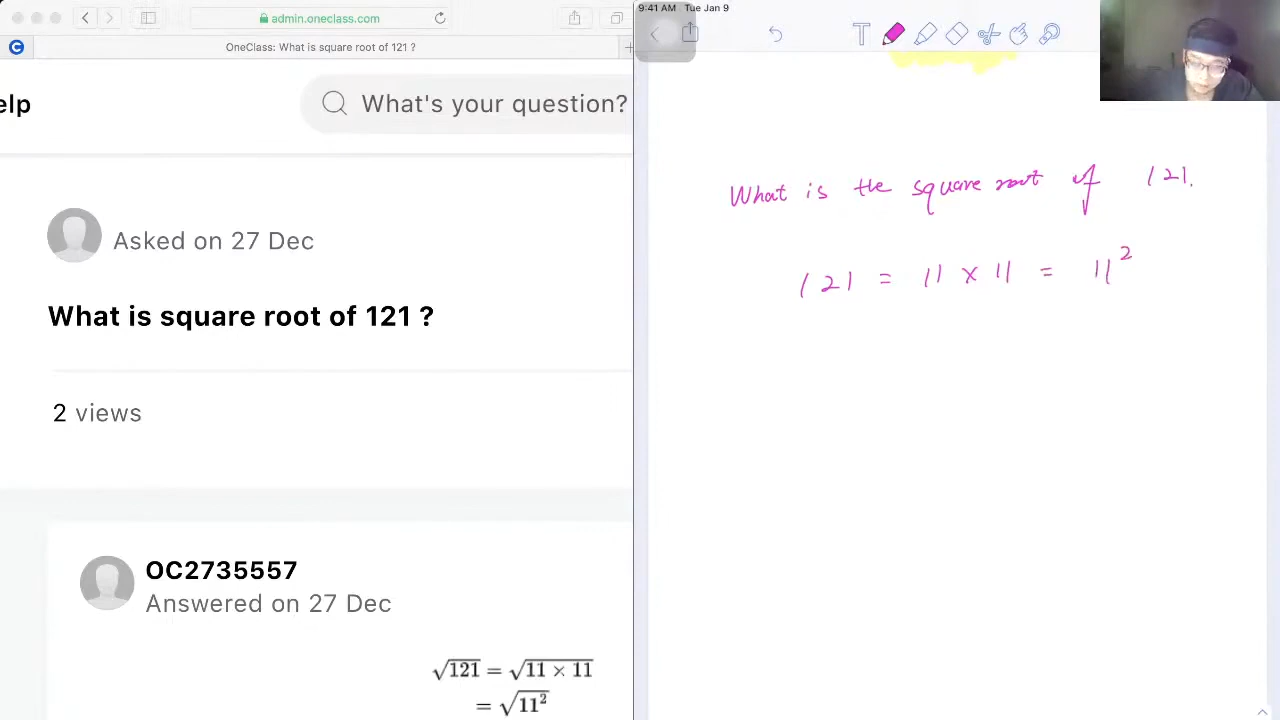 admin.oneclass.com
OneClass: What is square root of 121 ?
elp
What's your question?
Asked on 27 Dec
What is square root of 121 ?
2 views
OC2735557
Answered on 27 Dec
√121 = √11 × 11
= √11²
9:41 AM Tue Jan 9
T
What is the square root of 121.
121 = 11 × 11 = 11²